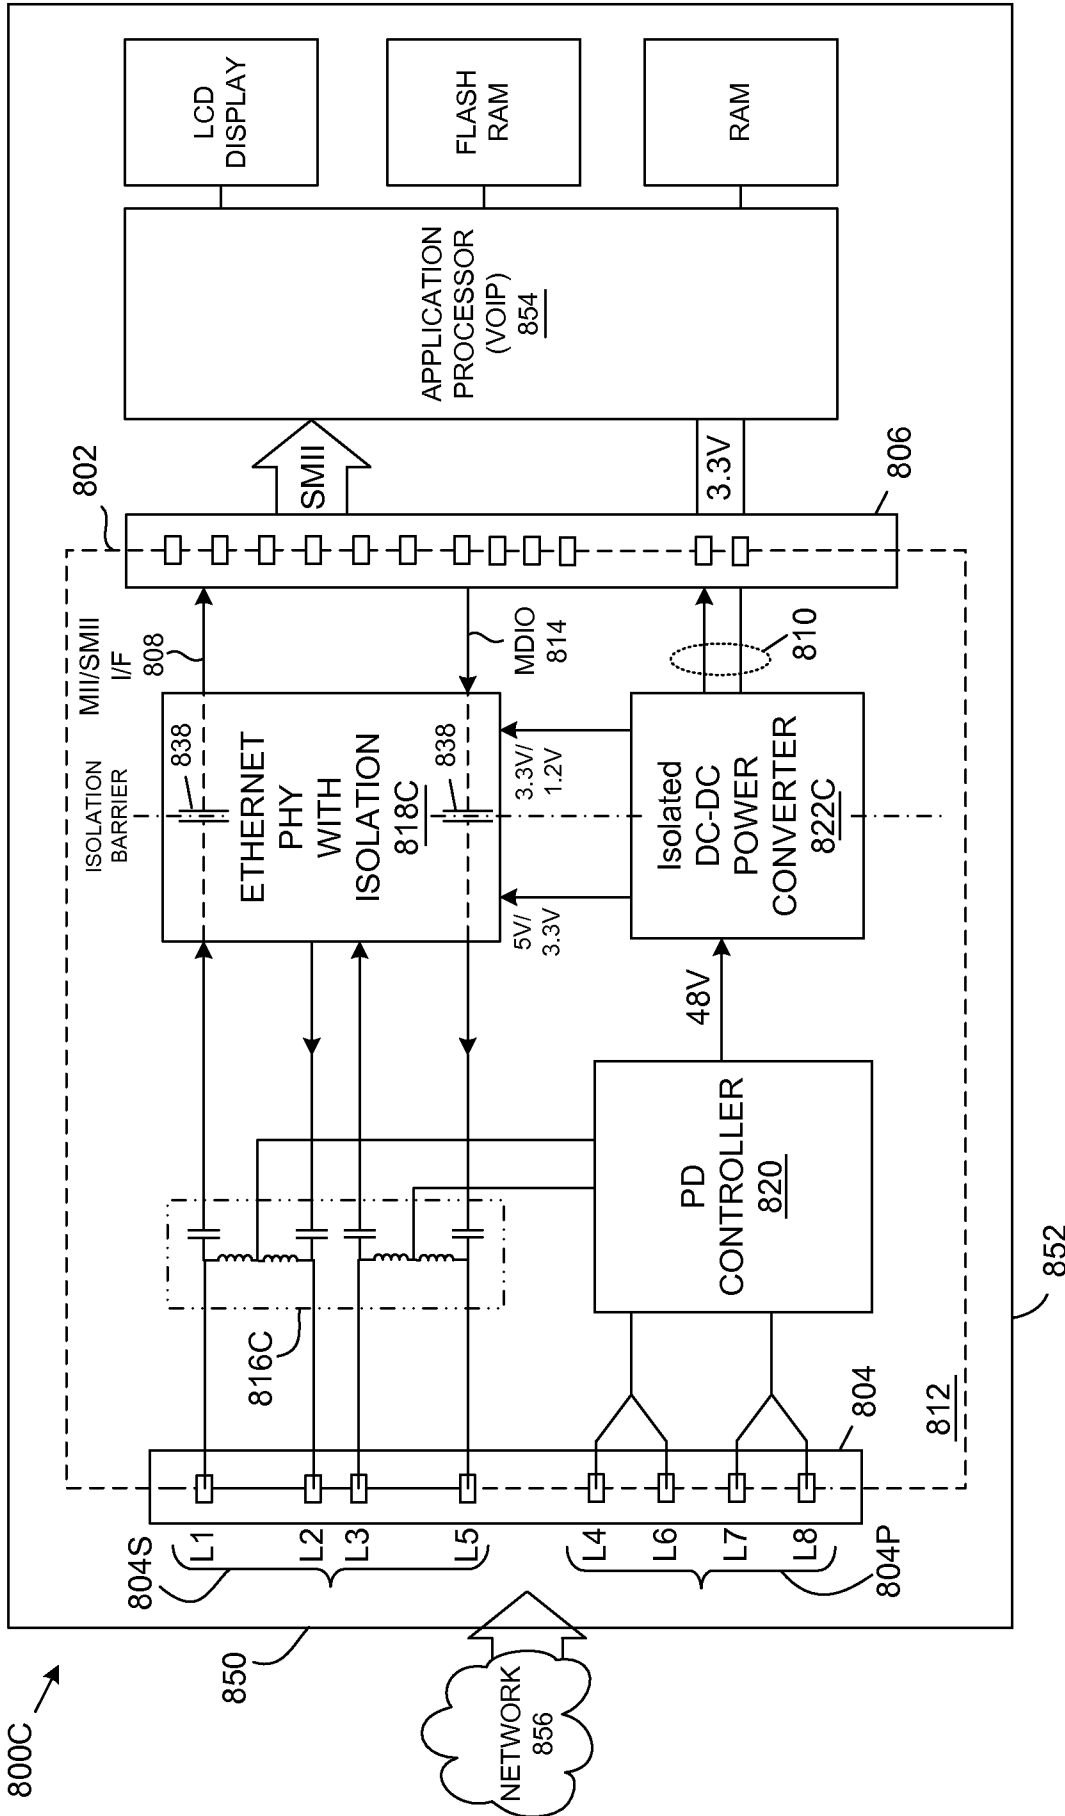 800C
850
NETWORK
856
804S
L1
L2
L3
L5
L4
L6
L7
L8
804P
804
812
852
816C
PD
CONTROLLER
820
48V
ISOLATION
BARRIER
838
ETHERNET
PHY
WITH
ISOLATION
818C
838
5V/
3.3V
3.3V/
1.2V
Isolated
DC-DC
POWER
CONVERTER
822C
MII/SMII
I/F
808
MDIO
814
810
802
806
SMII
3.3V
APPLICATION
PROCESSOR
(VOIP)
854
LCD
DISPLAY
FLASH
RAM
RAM